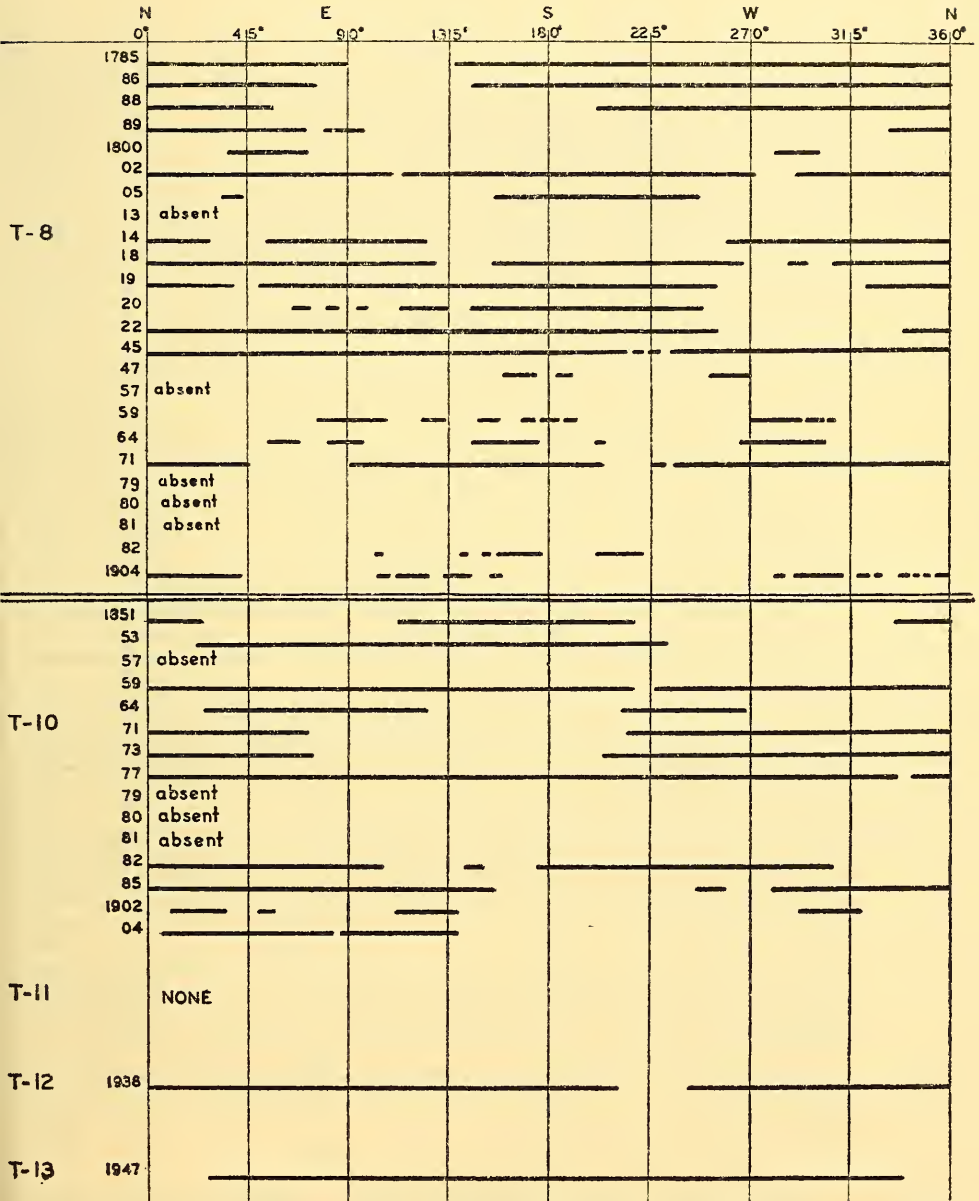 N E S W N
0° 45° 90° 135° 180° 225° 270° 315° 360°
1785
86
88
89
1800
02
05
13 absent
T-8
14
18
19
20
22
45
47
57 absent
59
64
71
79 absent
80 absent
81 absent
82
1904
1351
53
57 absent
59
64
T-10
71
73
77
79 absent
80 absent
81 absent
82
85
1902
04
T-11 NONE
T-12 1938
T-13 1947